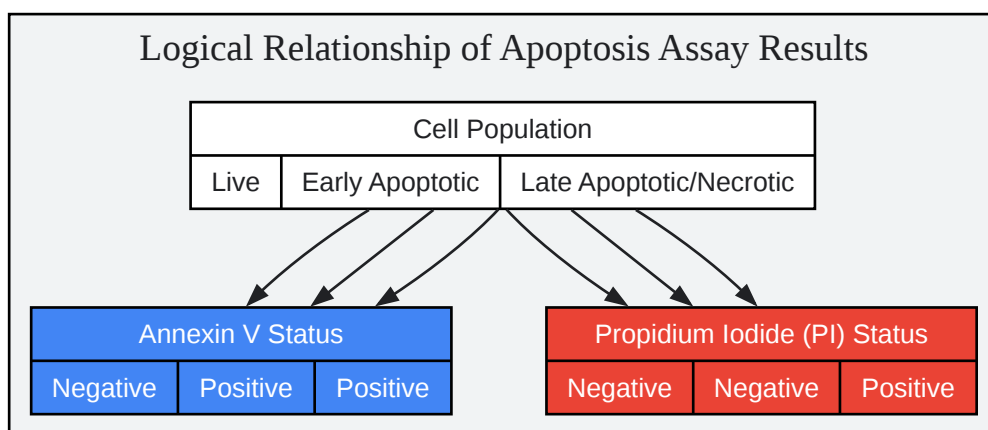 Logical Relationship of Apoptosis Assay Results
Cell Population
Live Early Apoptotic Late Apoptotic/Necrotic
Annexin V Status
Negative Positive Positive
Propidium Iodide (PI) Status
Negative Negative Positive